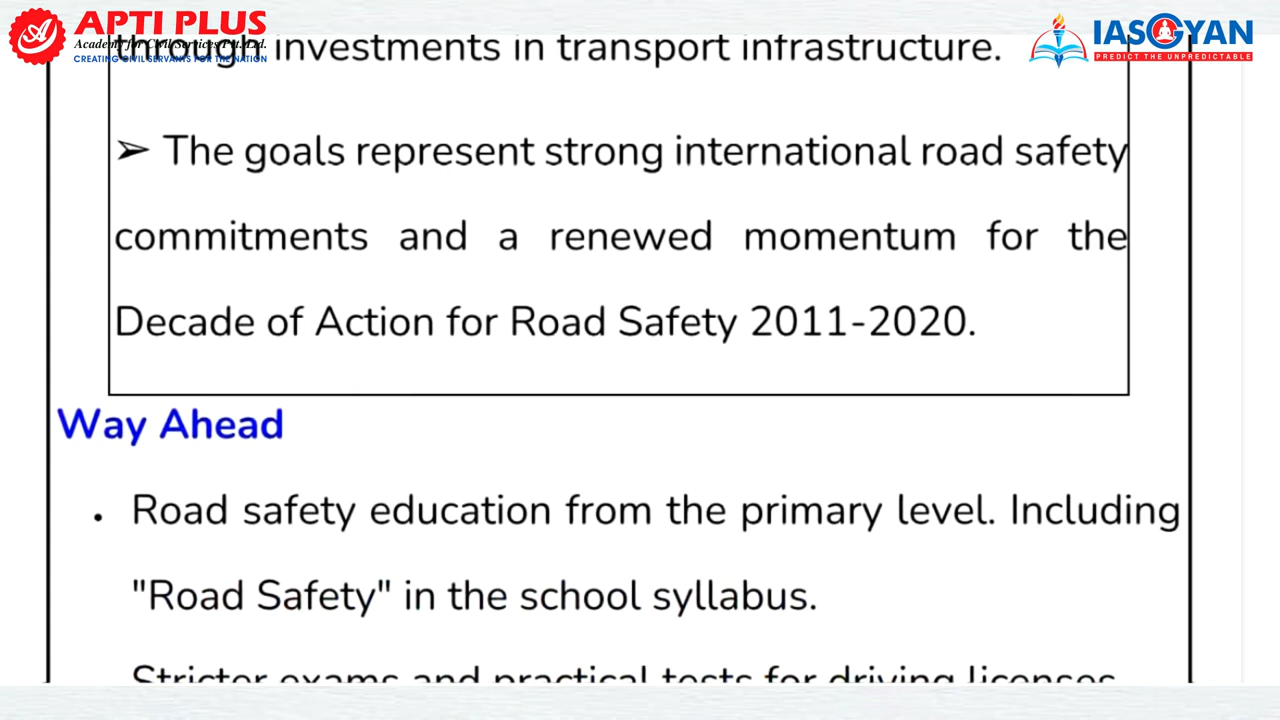 APTI PLUS
Academy for Civil Services Pvt. Ltd.
CREATING CIVIL SERVANTS FOR THE NATION
IASGYAN
PREDICT THE UNPREDICTABLE
through investments in transport infrastructure.
➢ The goals represent strong international road safety
commitments and a renewed momentum for the
Decade of Action for Road Safety 2011-2020.
Way Ahead
• Road safety education from the primary level. Including
"Road Safety" in the school syllabus.
Stricter exams and practical tests for driving licenses.